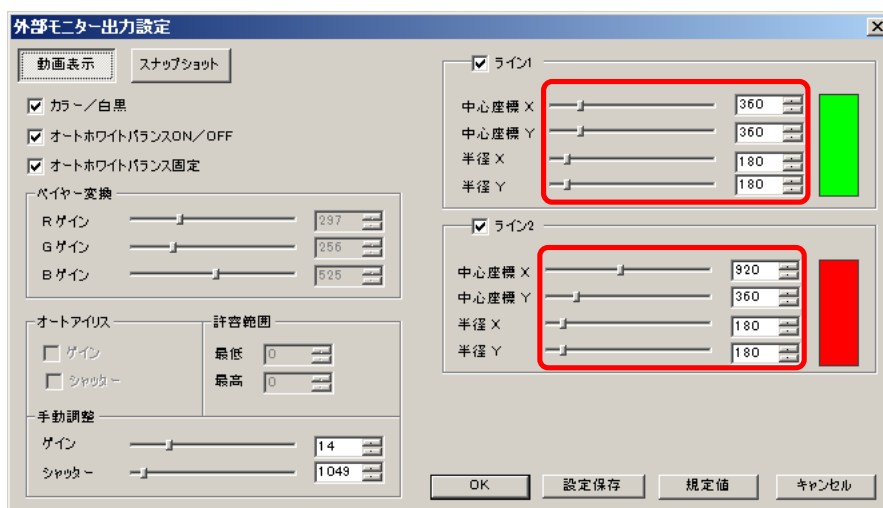 外部モニター出力設定
動画表示
スナップショット
カラー/白黒
オートホワイトバランスON/OFF
オートホワイトバランス固定
ベイヤー変換
Rゲイン 297
Gゲイン 256
Bゲイン 525
オートアイリス
ゲイン
シャッター
許容範囲
最低 0
最高 0
手動調整
ゲイン 14
シャッター 1049
ライン1
中心座標 X 360
中心座標 Y 360
半径 X 180
半径 Y 180
ライン2
中心座標 X 920
中心座標 Y 360
半径 X 180
半径 Y 180
OK
設定保存
規定値
キャンセル